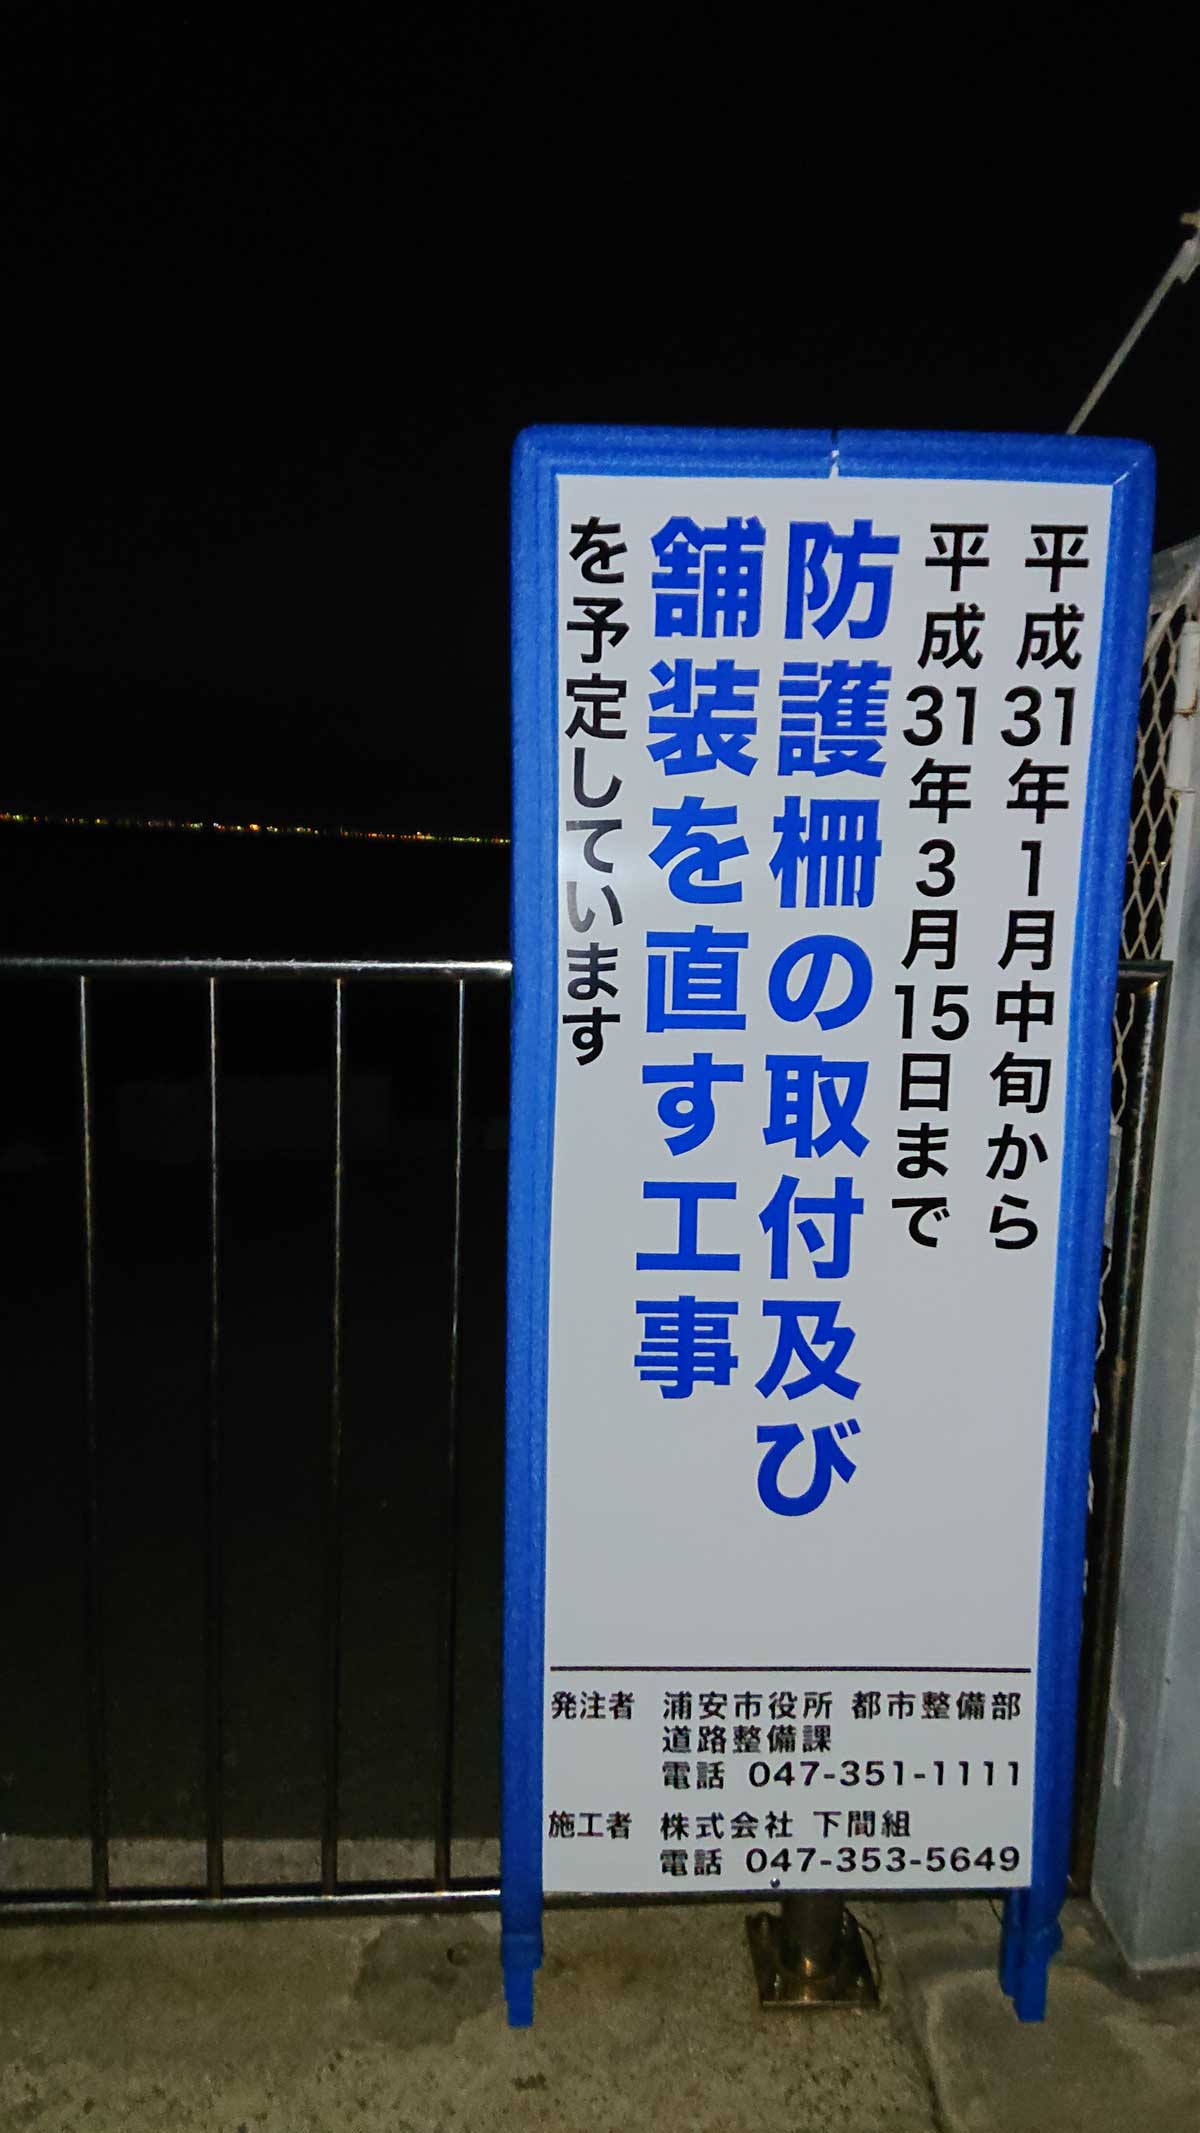 平成31年1月中旬から
平成31年3月15日まで
防護柵の取付及び
舗装を直す工事
を予定しています
発注者 浦安市役所 都市整備部
道路整備課
電話 047-351-1111
施工者 株式会社 下間組
電話 047-353-5649